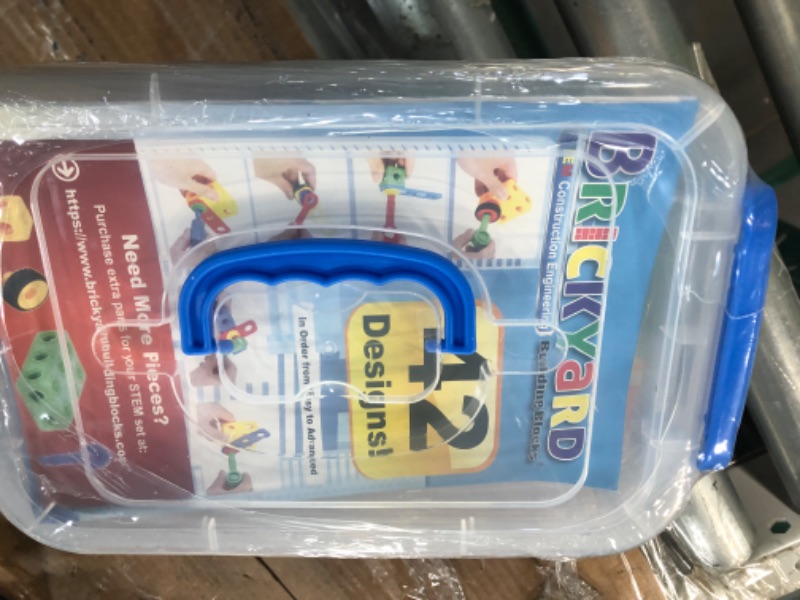 BRICKYARD
Building Blocks
Construction Engineering
42
Designs!
In Order from Easy to Advanced
Need More Pieces?
Purchase extra parts for your STEM set at:
https://www.brickyardbuildingblocks.com